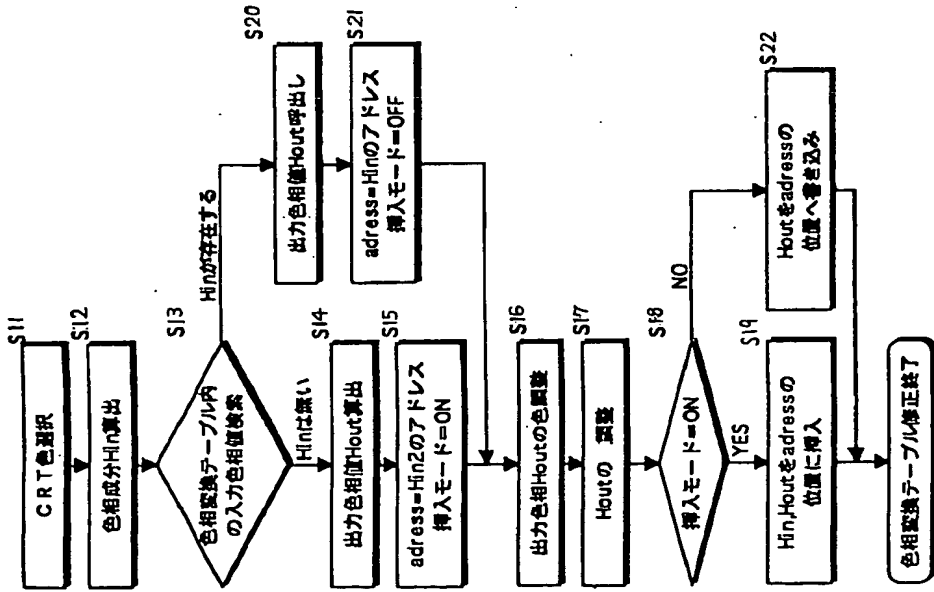 S11
CRT色選択
S12
色相成分Hin算出
S13
色相変換テーブル内
の入力色相値検索
Hinが存在する
Hinは無い
S14
出力色相値Hout算出
S15
adress=Hin2のアドレス
挿入モード=ON
S20
出力色相値Hout呼出し
S21
adress=Hinのアドレス
挿入モード=OFF
S16
出力色相Houtの色調整
S17
Houtの 調整
S18
挿入モード=ON
NO
YES
S19
Hin,Houtをadressの
位置に挿入
S22
Houtをadressの
位置へ書き込み
色相変換テーブル修正終了